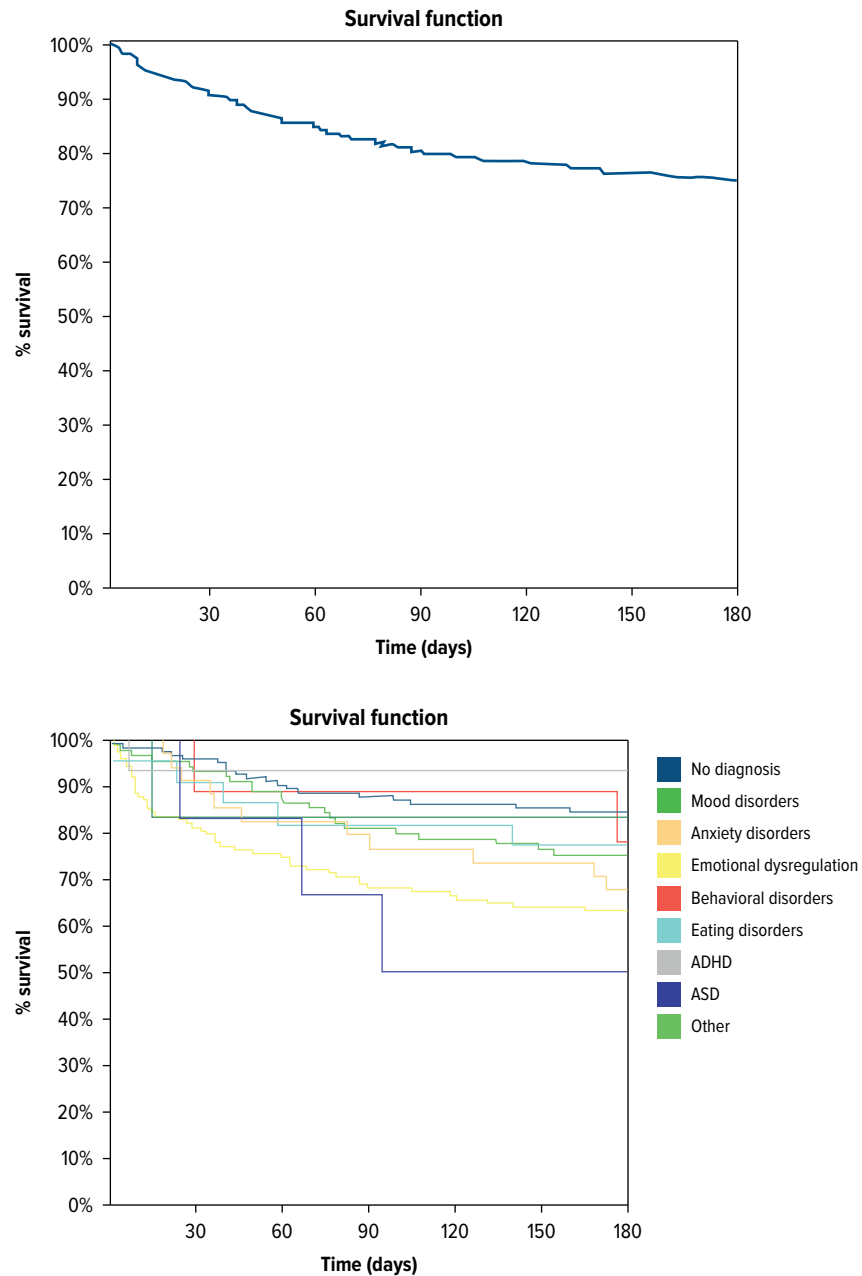 Survival function
100%
90%
80%
70%
60%
50%
40%
30%
20%
10%
0%
% survival
30 60 90 120 150 180
Time (days)
Survival function
100%
90%
80%
70%
60%
50%
40%
30%
20%
10%
0%
% survival
30 60 90 120 150 180
Time (days)
No diagnosis
Mood disorders
Anxiety disorders
Emotional dysregulation
Behavioral disorders
Eating disorders
ADHD
ASD
Other